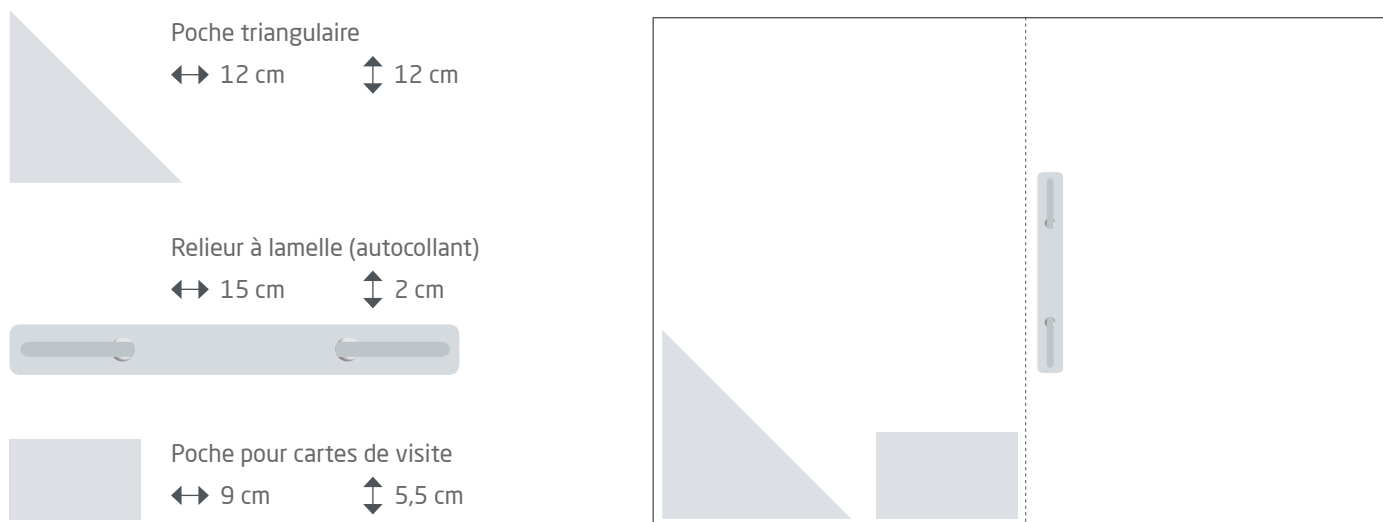 Poche triangulaire
12 cm 12 cm
Relieur à lamelle (autocollant)
15 cm 2 cm
Poche pour cartes de visite
9 cm 5,5 cm